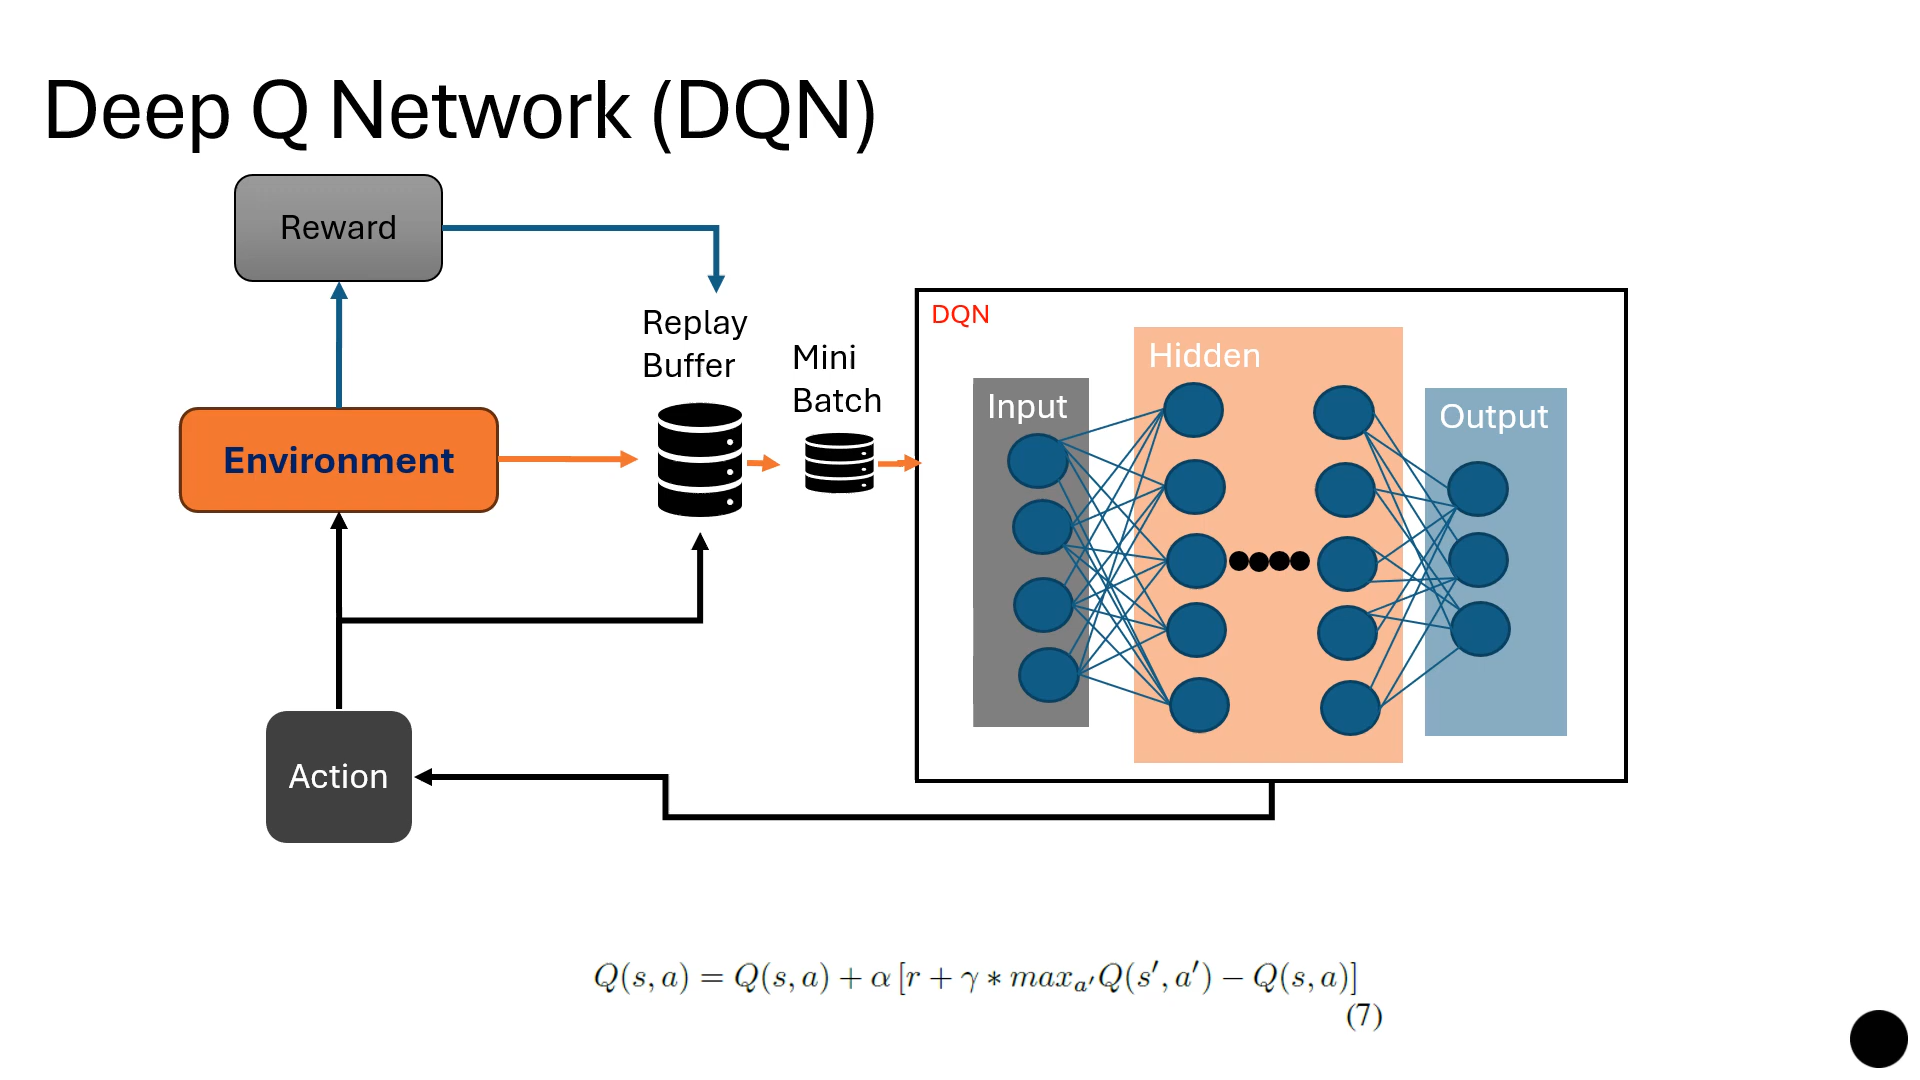 Deep Q Network (DQN)
Reward
Replay
Buffer
Mini
Batch
DQN
Hidden
Input
Output
Environment
Action
Q(s, a) = Q(s, a) + α [r + γ ∗ max_{a′} Q(s′, a′) − Q(s, a)]
(7)